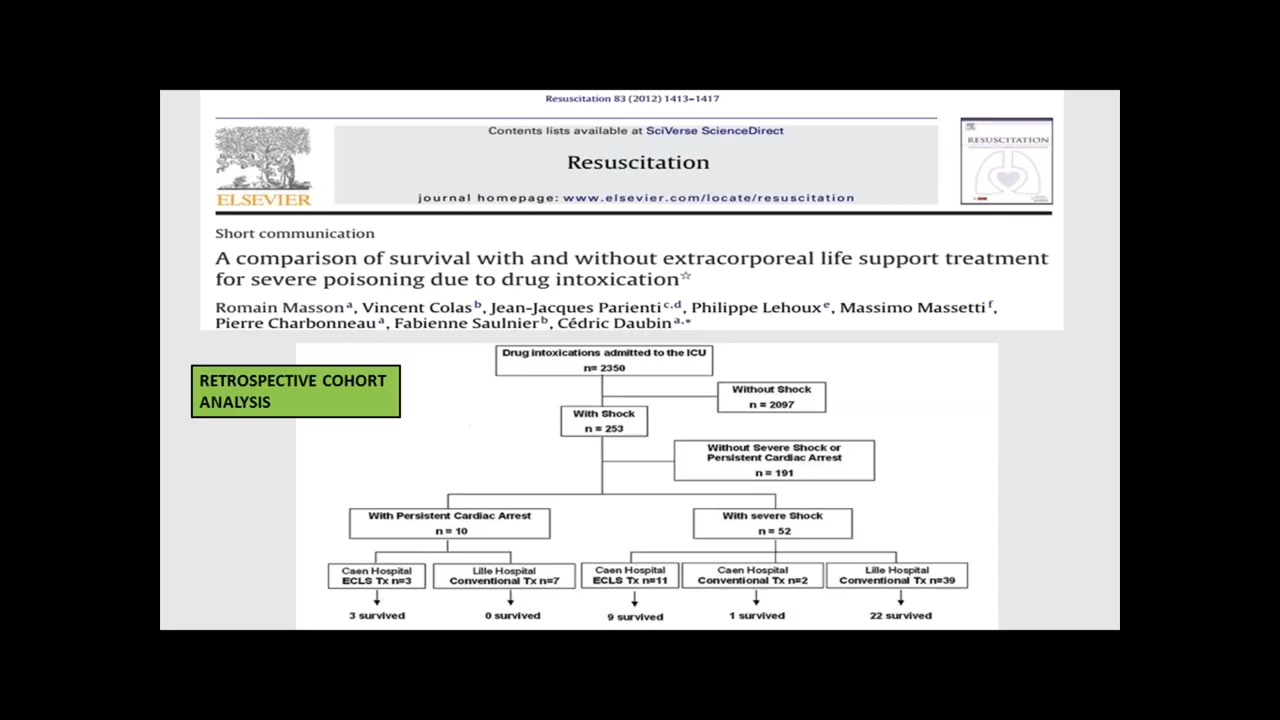 Resuscitation 83 (2012) 1413–1417
Contents lists available at SciVerse ScienceDirect
Resuscitation
journal homepage: www.elsevier.com/locate/resuscitation
ELSEVIER
RESUSCITATION
Short communication
A comparison of survival with and without extracorporeal life support treatment
for severe poisoning due to drug intoxication☆
Romain Masson a, Vincent Colas b, Jean-Jacques Parienti c,d, Philippe Lehoux e, Massimo Massetti f,
Pierre Charbonneau a, Fabienne Saulnier b, Cédric Daubin a,*
RETROSPECTIVE COHORT
ANALYSIS
Drug intoxications admitted to the ICU
n= 2350
Without Shock
n = 2097
With Shock
n = 253
Without Severe Shock or
Persistent Cardiac Arrest
n = 191
With Persistent Cardiac Arrest
n = 10
With severe Shock
n = 52
Caen Hospital
ECLS Tx n=3
Lille Hospital
Conventional Tx n=7
Caen Hospital
ECLS Tx n=11
Caen Hospital
Conventional Tx n=2
Lille Hospital
Conventional Tx n=39
3 survived
0 survived
9 survived
1 survived
22 survived